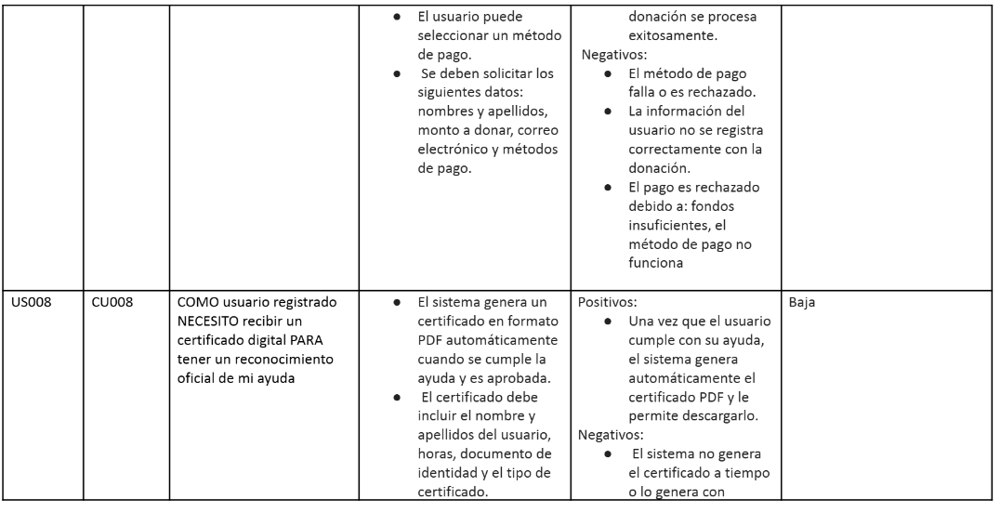 ● El usuario puede
seleccionar un método
de pago.
● Se deben solicitar los
siguientes datos:
nombres y apellidos,
monto a donar, correo
electrónico y métodos
de pago.
donación se procesa
exitosamente.
Negativos:
● El método de pago
falla o es rechazado.
● La información del
usuario no se registra
correctamente con la
donación.
● El pago es rechazado
debido a: fondos
insuficientes, el
método de pago no
funciona
US008
CU008
COMO usuario registrado
NECESITO recibir un
certificado digital PARA
tener un reconocimiento
oficial de mi ayuda
● El sistema genera un
certificado en formato
PDF automáticamente
cuando se cumple la
ayuda y es aprobada.
● El certificado debe
incluir el nombre y
apellidos del usuario,
horas, documento de
identidad y el tipo de
certificado.
Positivos:
● Una vez que el usuario
cumple con su ayuda,
el sistema genera
automáticamente el
certificado PDF y le
permite descargarlo.
Negativos:
● El sistema no genera
el certificado a tiempo
o lo genera con
Baja